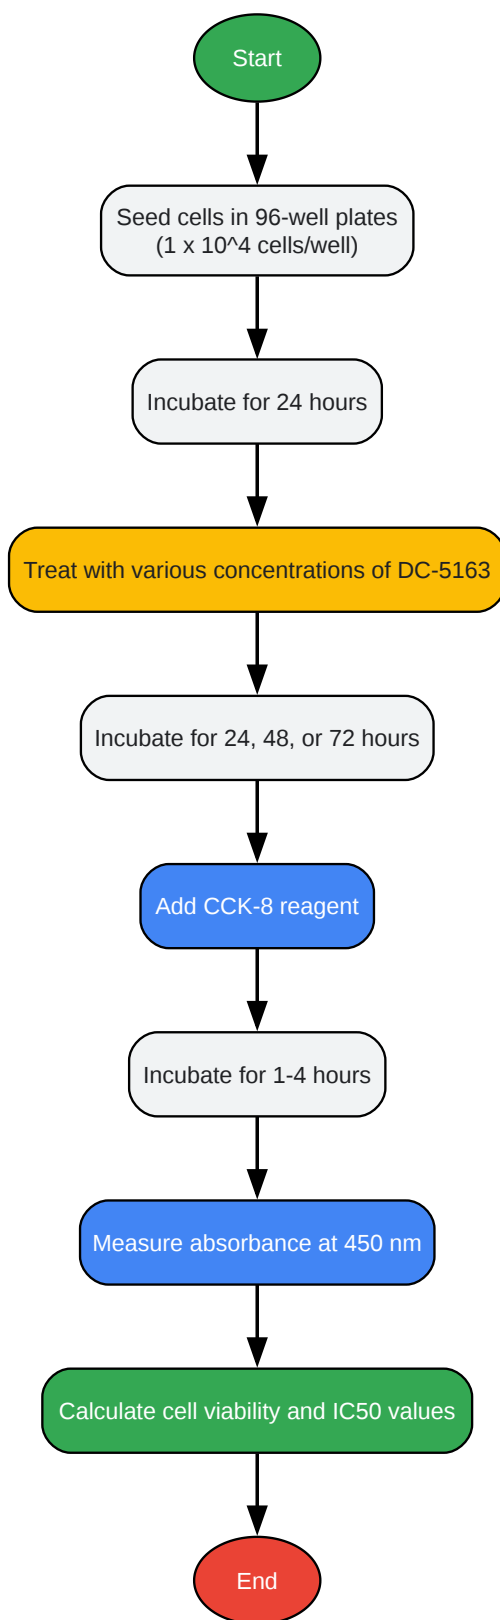 Start
Seed cells in 96-well plates
(1 x 10^4 cells/well)
Incubate for 24 hours
Treat with various concentrations of DC-5163
Incubate for 24, 48, or 72 hours
Add CCK-8 reagent
Incubate for 1-4 hours
Measure absorbance at 450 nm
Calculate cell viability and IC50 values
End